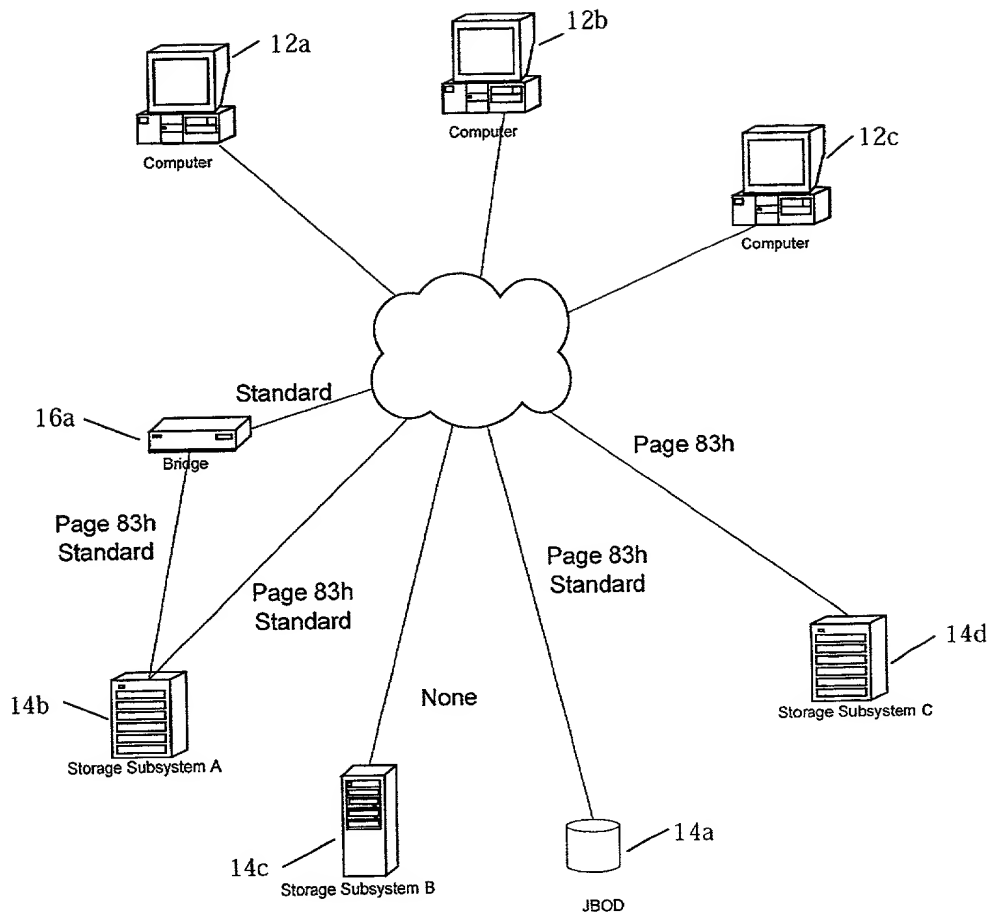 12a
12b
12c
Computer
Computer
Computer
Standard
16a
Bridge
Page 83h
Page 83h
Standard
Page 83h
Standard
Page 83h
Standard
None
14d
Storage Subsystem C
14b
Storage Subsystem A
14c
Storage Subsystem B
14a
JBOD